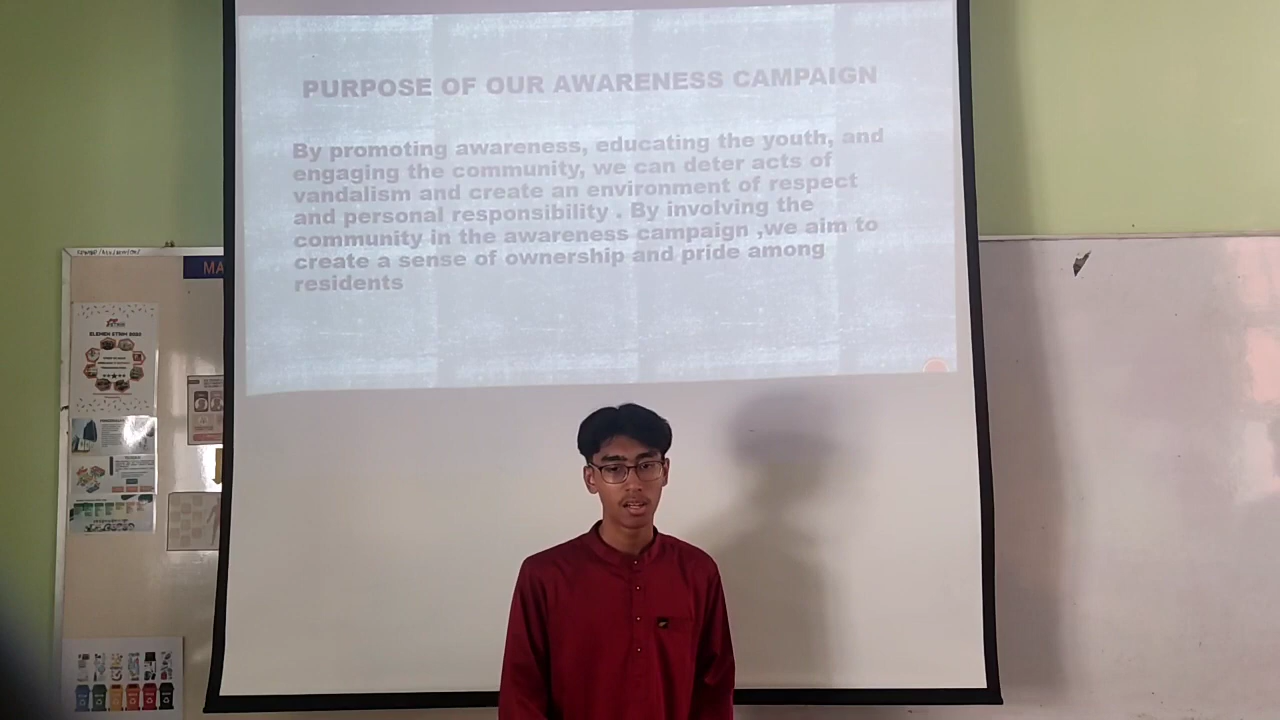 PURPOSE OF OUR AWARENESS CAMPAIGN
By promoting awareness, educating the youth, and
engaging the community, we can deter acts of
vandalism and create an environment of respect
and personal responsibility . By involving the
community in the awareness campaign ,we aim to
create a sense of ownership and pride among
residents
MA